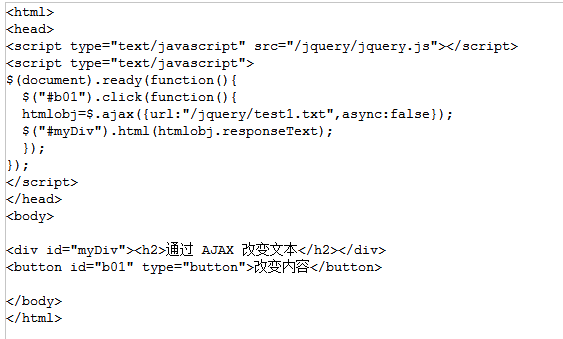 <html>
<head>
<script type="text/javascript" src="/jquery/jquery.js"></script>
<script type="text/javascript">
$(document).ready(function(){
  $("#b01").click(function(){
  htmlobj=$.ajax({url:"/jquery/test1.txt",async:false});
  $("#myDiv").html(htmlobj.responseText);
  });
});
</script>
</head>
<body>

<div id="myDiv"><h2>通过 AJAX 改变文本</h2></div>
<button id="b01" type="button">改变内容</button>

</body>
</html>